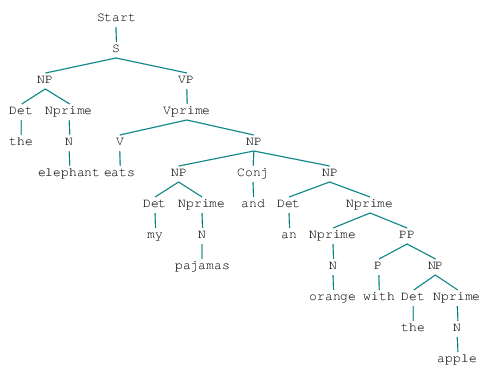 Start
S
NP VP
Det Nprime Vprime
the N V NP
elephant eats NP Conj NP
Det Nprime and Det Nprime
my N an Nprime PP
pajamas N P NP
orange with Det Nprime
the N
apple